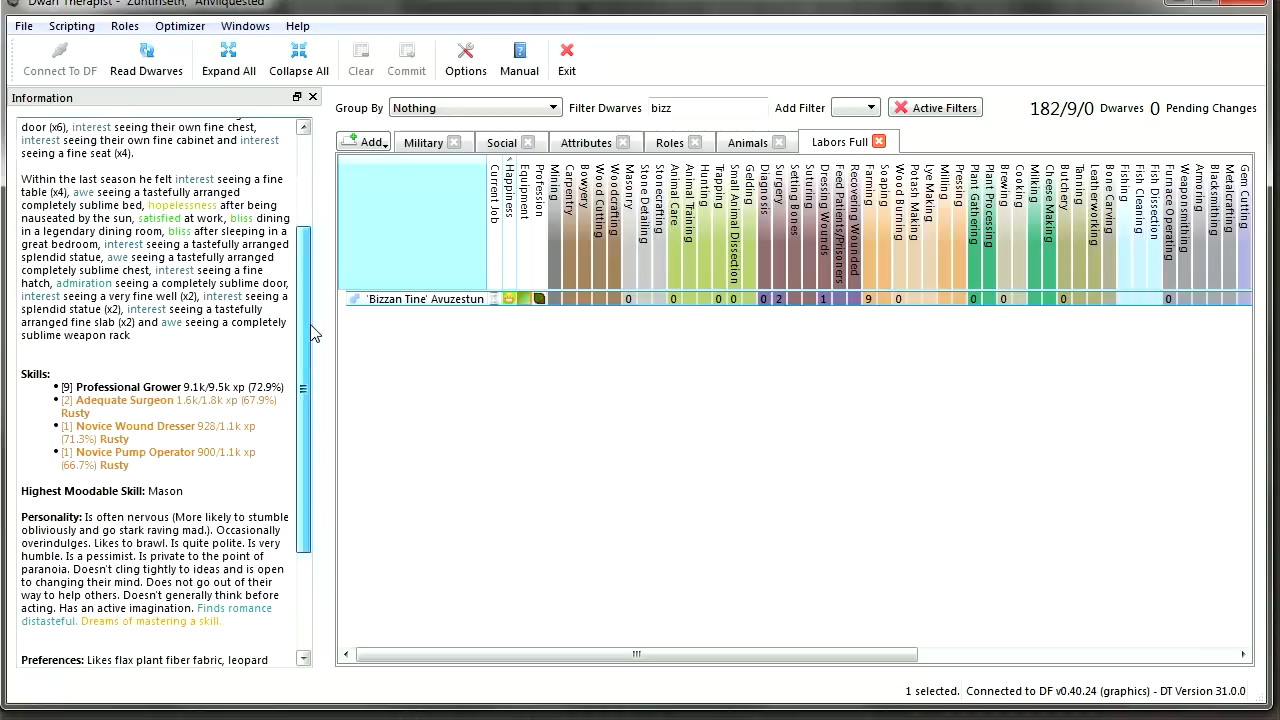 Dwarf Therapist - "Zuntiriseth, "Anvilquested"
File Scripting Roles Optimizer Windows Help
Connect To DF Read Dwarves Expand All Collapse All Clear Commit Options Manual Exit
Information
door (x6), interest seeing their own fine chest,
interest seeing their own fine cabinet and interest
seeing a fine seat (x4).
Within the last season he felt interest seeing a fine
table (x4), awe seeing a tastefully arranged
completely sublime bed, hopelessness after being
nauseated by the sun, satisfied at work, bliss dining
in a legendary dining room, bliss after sleeping in a
great bedroom, interest seeing a tastefully arranged
splendid statue, awe seeing a tastefully arranged
completely sublime chest, interest seeing a fine
hatch, admiration seeing a completely sublime door,
interest seeing a very fine well (x2), interest seeing a
splendid statue (x2), interest seeing a tastefully
arranged fine slab (x2) and awe seeing a completely
sublime weapon rack
Skills:
• [9] Professional Grower 9.1k/9.5k xp (72.9%)
• [2] Adequate Surgeon 1.6k/1.8k xp (67.9%)
Rusty
• [1] Novice Wound Dresser 928/1.1k xp
(71.3%) Rusty
• [1] Novice Pump Operator 900/1.1k xp
(66.7%) Rusty
Highest Moodable Skill: Mason
Personality: Is often nervous (More likely to stumble
obliviously and go stark raving mad.). Occasionally
overindulges. Likes to brawl. Is quite polite. Is very
humble. Is a pessimist. Is private to the point of
paranoia. Doesn't cling tightly to ideas and is open
to changing their mind. Does not go out of their
way to help others. Doesn't generally think before
acting. Has an active imagination. Finds romance
distasteful. Dreams of mastering a skill.
Preferences: Likes flax plant fiber fabric, leopard
Group By Nothing Filter Dwarves bizz Add Filter Active Filters 182/9/0 Dwarves 0 Pending Changes
Add Military Social Attributes Roles Animals Labors Full
Current Job
Happiness
Equipment
Profession
Mining
Carpentry
Bowyery
Wood Cutting
Woodcrafting
Masonry
Stone Detailing
Stonecrafting
Animal Care
Animal Training
Hunting
Trapping
Small Animal Dissection
Gelding
Diagnosis
Surgery
Setting Bones
Suturing
Dressing Wounds
Feed Patients/Prisoners
Recovering Wounded
Farming
Soaping
Wood Burning
Potash Making
Lye Making
Milling
Pressing
Plant Gathering
Plant Processing
Brewing
Cooking
Milking
Cheese Making
Butchery
Tanning
Leatherworking
Bone Carving
Fishing
Fish Cleaning
Fish Dissection
Furnace Operating
Weaponsmithing
Armoring
Blacksmithing
Metalcrafting
Gem Cutting
'Bizzan Tine' Avuzestun 0 0 0 0 0 2 1 9 0 0 0 0 0
1 selected. Connected to DF v0.40.24 (graphics) - DT Version 31.0.0